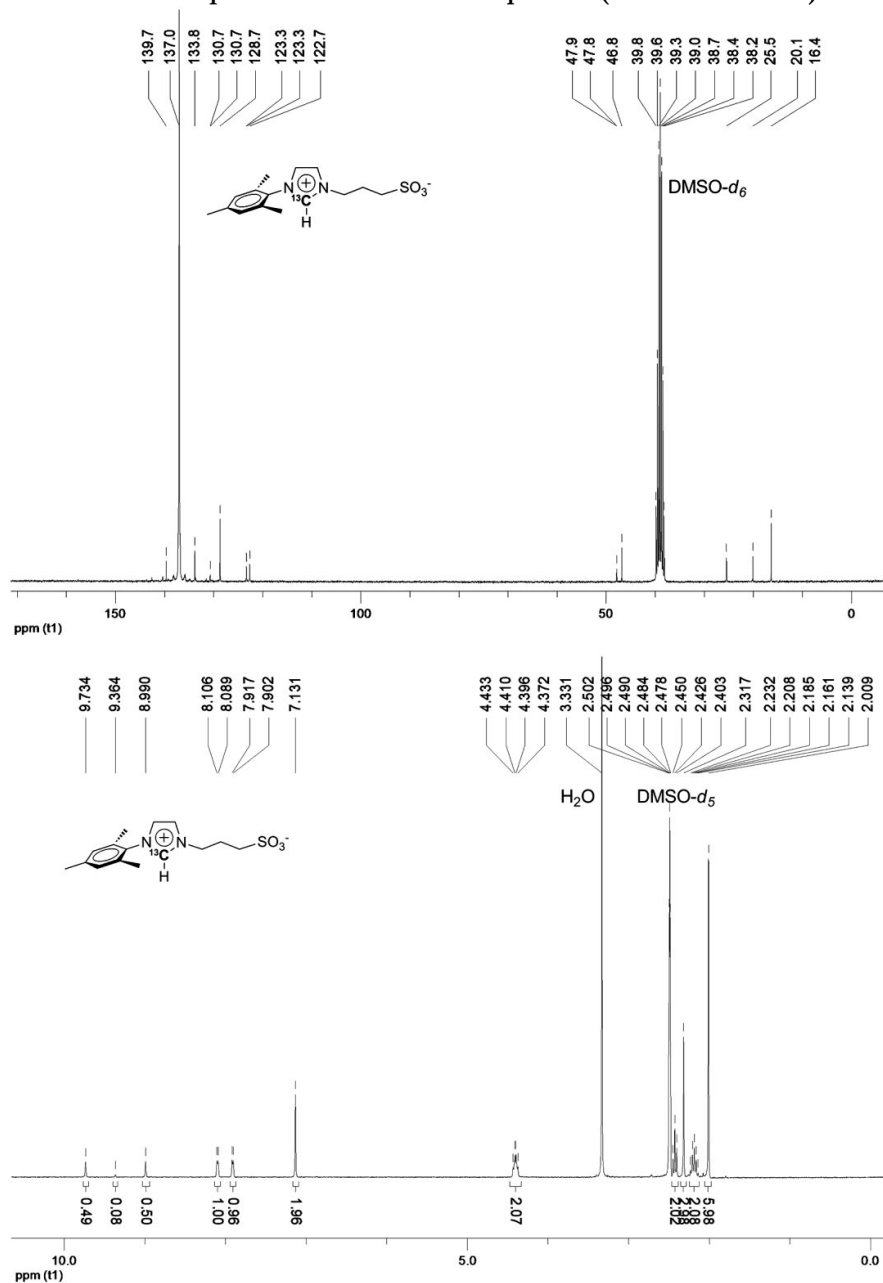 139.7 137.0 133.8 130.7 130.7 128.7 123.3 123.3 122.7 47.9 47.8 46.8 39.8 39.6 39.3 39.0 38.7 38.4 38.2 25.5 20.1 16.4
N + N SO3-
13C
H
DMSO-d6
150 100 50 0
ppm (t1)
9.734 9.364 8.990 8.106 8.089 7.917 7.902 7.131 4.433 4.410 4.396 4.372 3.331 2.502 2.496 2.490 2.484 2.478 2.450 2.426 2.403 2.317 2.232 2.208 2.185 2.161 2.139 2.009
H2O DMSO-d5
N + N SO3-
13C
H
0.49 0.08 0.50 1.00 0.96 1.96 2.07 2.02 2.98 2.08 5.98
10.0 5.0 0.0
ppm (t1)